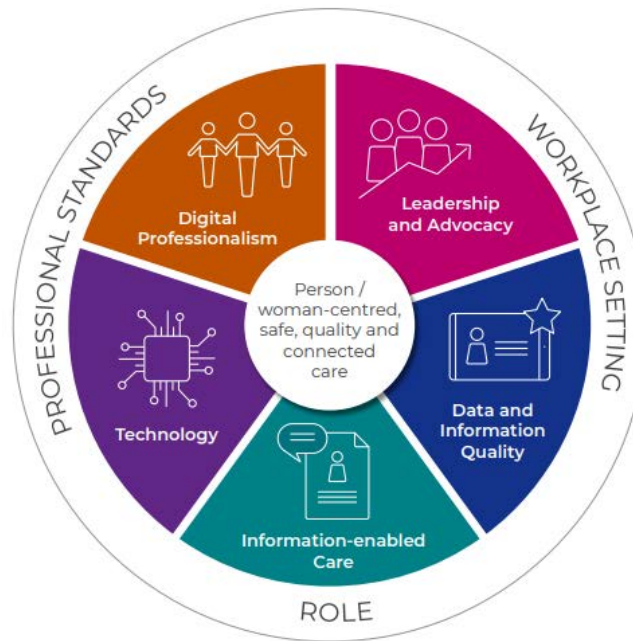 PROFESSIONAL STANDARDS
WORKPLACE SETTING
Digital
Professionalism
Leadership
and Advocacy
Person /
woman-centred,
safe, quality and
connected
care
Technology
Data and
Information
Quality
Information-enabled
Care
ROLE